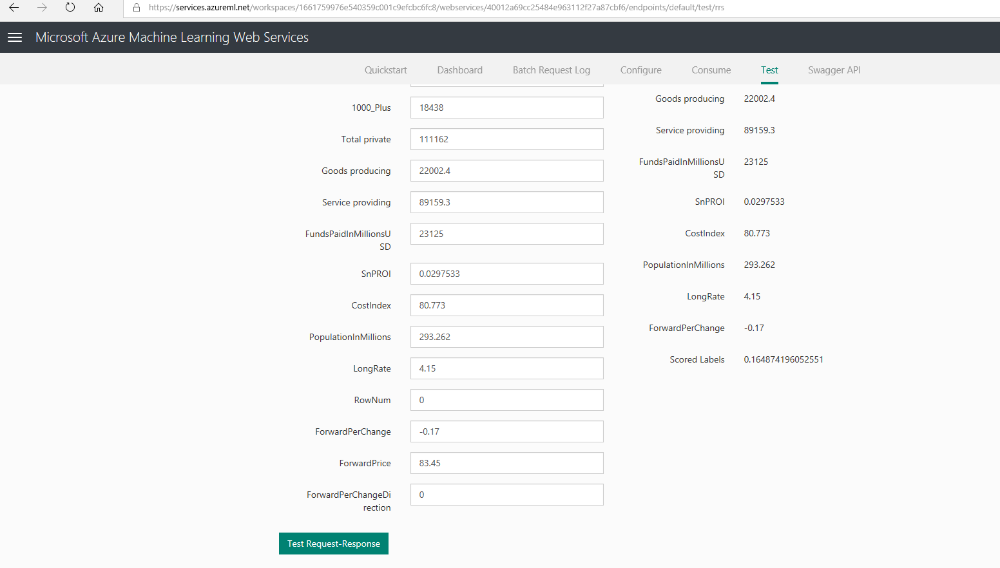 https://services.azureml.net/workspaces/1661759976e540359c001c9efcbc6fc8/webservices/40012a69cc25484e963112f27a87cbf6/endpoints/default/test/rrs
Microsoft Azure Machine Learning Web Services
Quickstart Dashboard Batch Request Log Configure Consume Test Swagger API
1000_Plus 18438
Total private 111162
Goods producing 22002.4
Service providing 89159.3
FundsPaidInMillionsU
SD 23125
SnPROI 0.0297533
CostIndex 80.773
PopulationInMillions 293.262
LongRate 4.15
RowNum 0
ForwardPerChange -0.17
ForwardPrice 83.45
ForwardPerChangeDi
rection 0
Test Request-Response
Goods producing 22002.4
Service providing 89159.3
FundsPaidInMillionsU
SD 23125
SnPROI 0.0297533
CostIndex 80.773
PopulationInMillions 293.262
LongRate 4.15
ForwardPerChange -0.17
Scored Labels 0.164874196052551